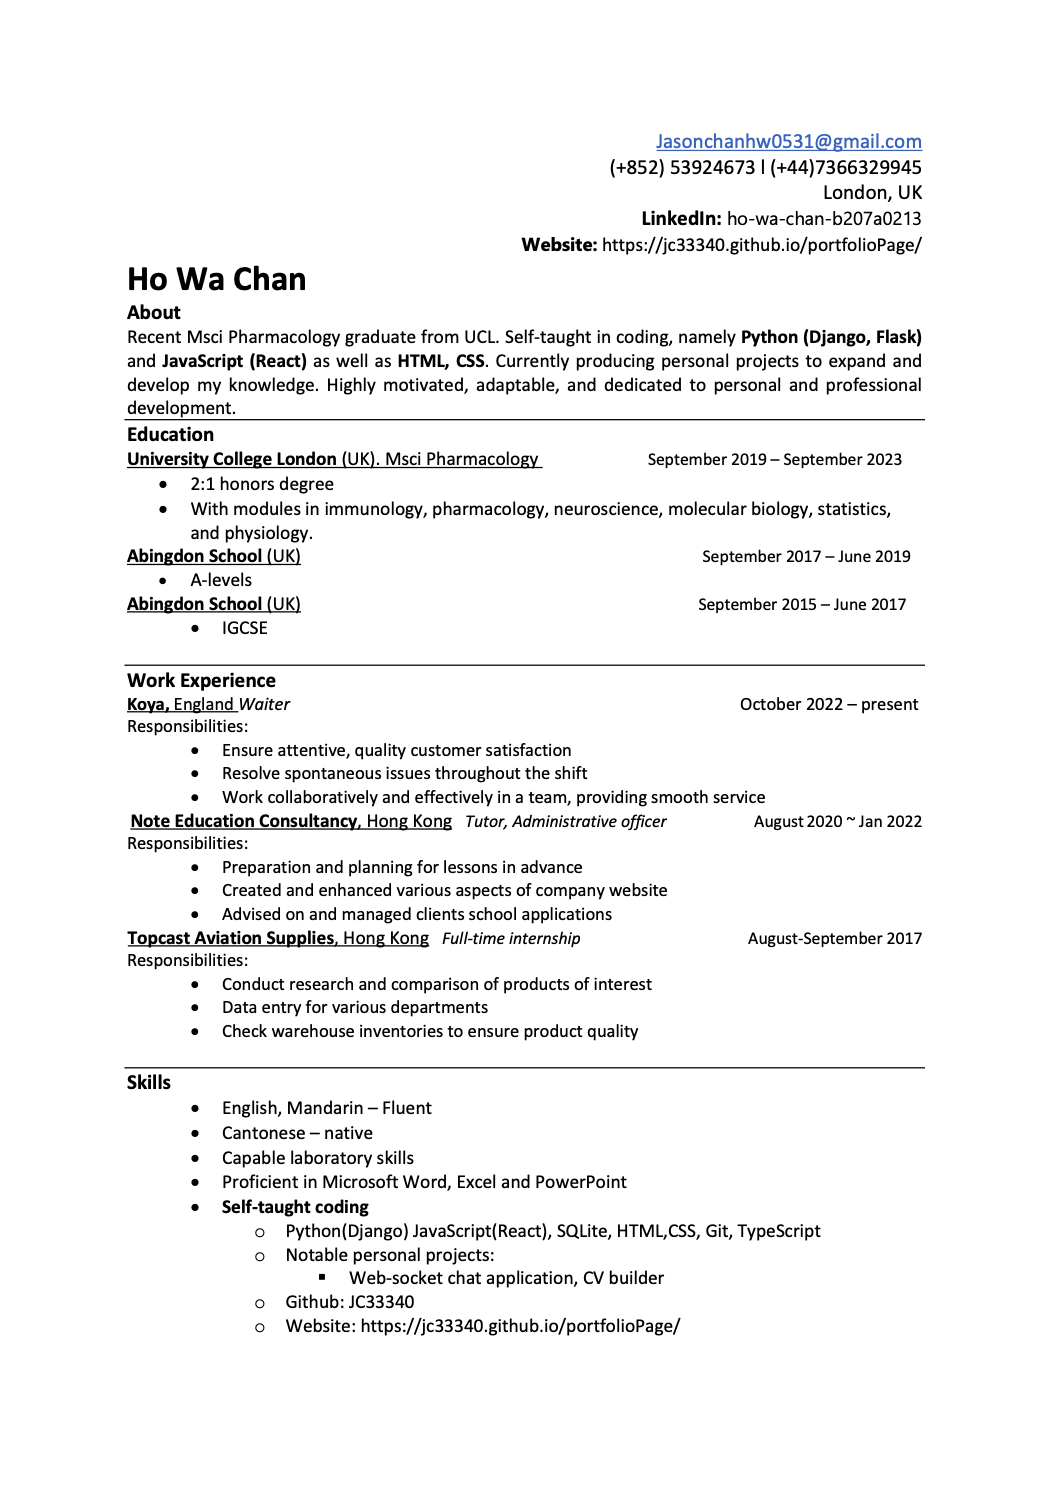 Jasonchanhw0531@gmail.com
(+852) 53924673 l (+44)7366329945
London, UK
LinkedIn: ho-wa-chan-b207a0213
Website: https://jc33340.github.io/portfolioPage/
Ho Wa Chan
About
Recent Msci Pharmacology graduate from UCL. Self-taught in coding, namely Python (Django, Flask)
and JavaScript (React) as well as HTML, CSS. Currently producing personal projects to expand and
develop my knowledge. Highly motivated, adaptable, and dedicated to personal and professional
development.
Education
University College London (UK). Msci Pharmacology September 2019 – September 2023
• 2:1 honors degree
• With modules in immunology, pharmacology, neuroscience, molecular biology, statistics,
and physiology.
Abingdon School (UK) September 2017 – June 2019
• A-levels
Abingdon School (UK) September 2015 – June 2017
• IGCSE
Work Experience
Koya, England Waiter October 2022 – present
Responsibilities:
• Ensure attentive, quality customer satisfaction
• Resolve spontaneous issues throughout the shift
• Work collaboratively and effectively in a team, providing smooth service
Note Education Consultancy, Hong Kong Tutor, Administrative officer August 2020 ~ Jan 2022
Responsibilities:
• Preparation and planning for lessons in advance
• Created and enhanced various aspects of company website
• Advised on and managed clients school applications
Topcast Aviation Supplies, Hong Kong Full-time internship August-September 2017
Responsibilities:
• Conduct research and comparison of products of interest
• Data entry for various departments
• Check warehouse inventories to ensure product quality
Skills
• English, Mandarin – Fluent
• Cantonese – native
• Capable laboratory skills
• Proficient in Microsoft Word, Excel and PowerPoint
• Self-taught coding
o Python(Django) JavaScript(React), SQLite, HTML,CSS, Git, TypeScript
o Notable personal projects:
▪ Web-socket chat application, CV builder
o Github: JC33340
o Website: https://jc33340.github.io/portfolioPage/